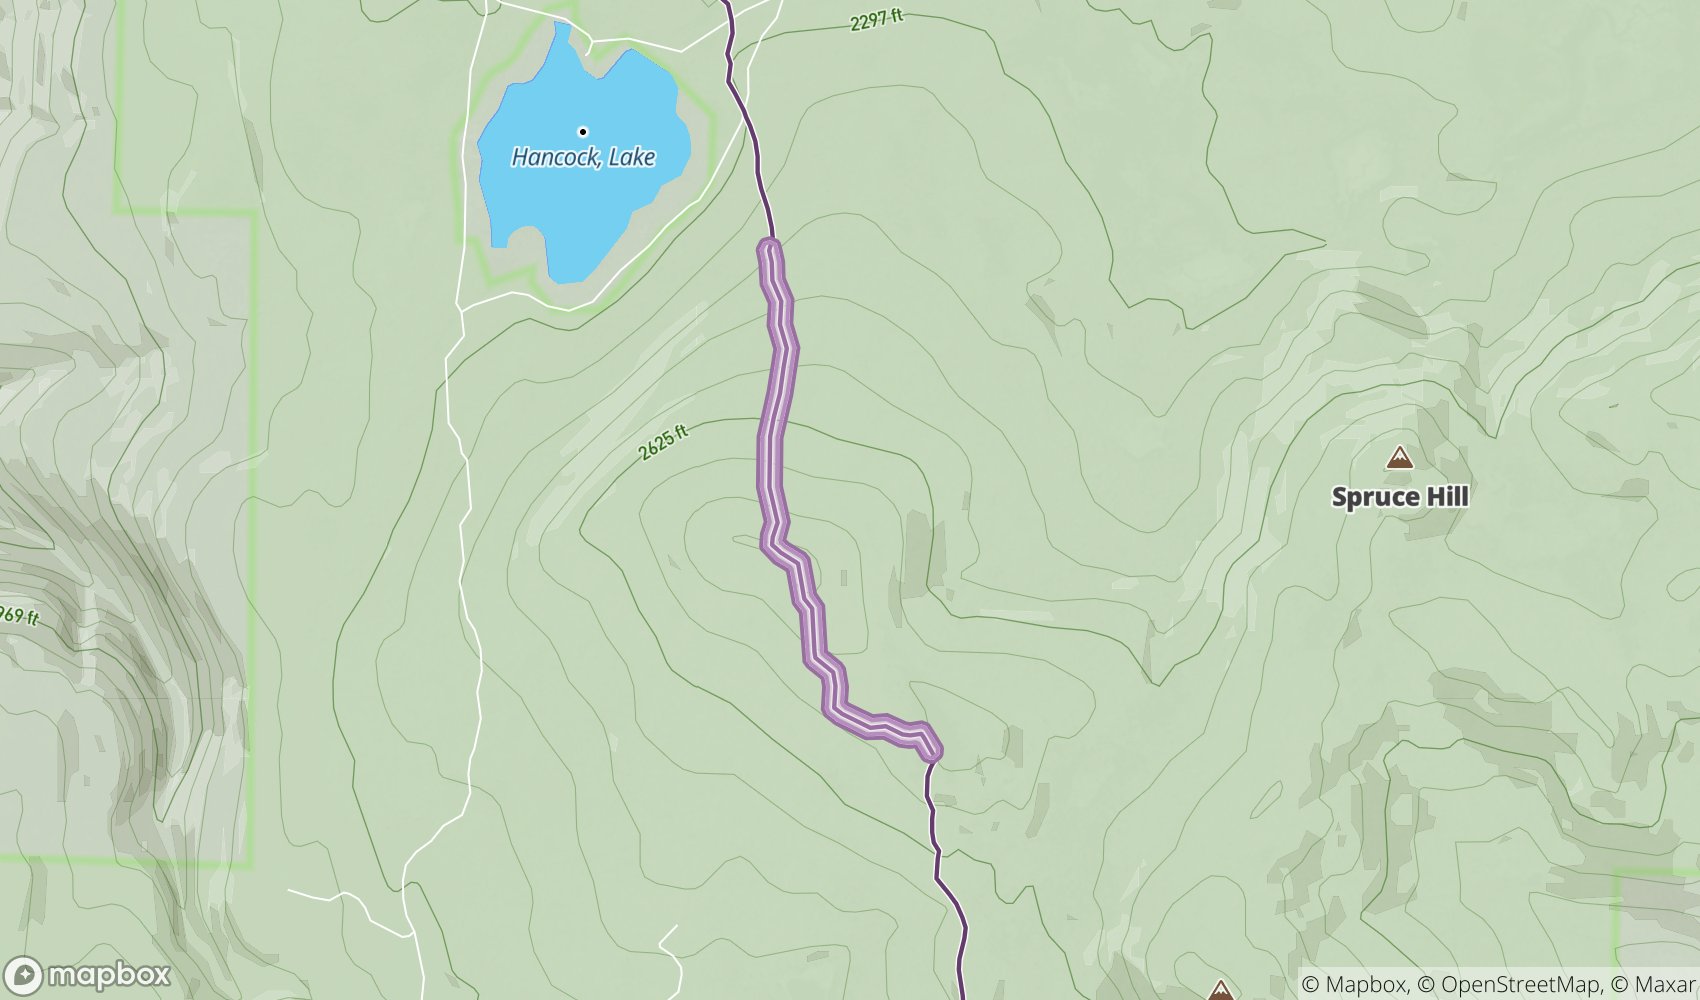 2297 ft
Hancock, Lake
2625 ft
Spruce Hill
969 ft
mapbox
© Mapbox, © OpenStreetMap, © Maxar